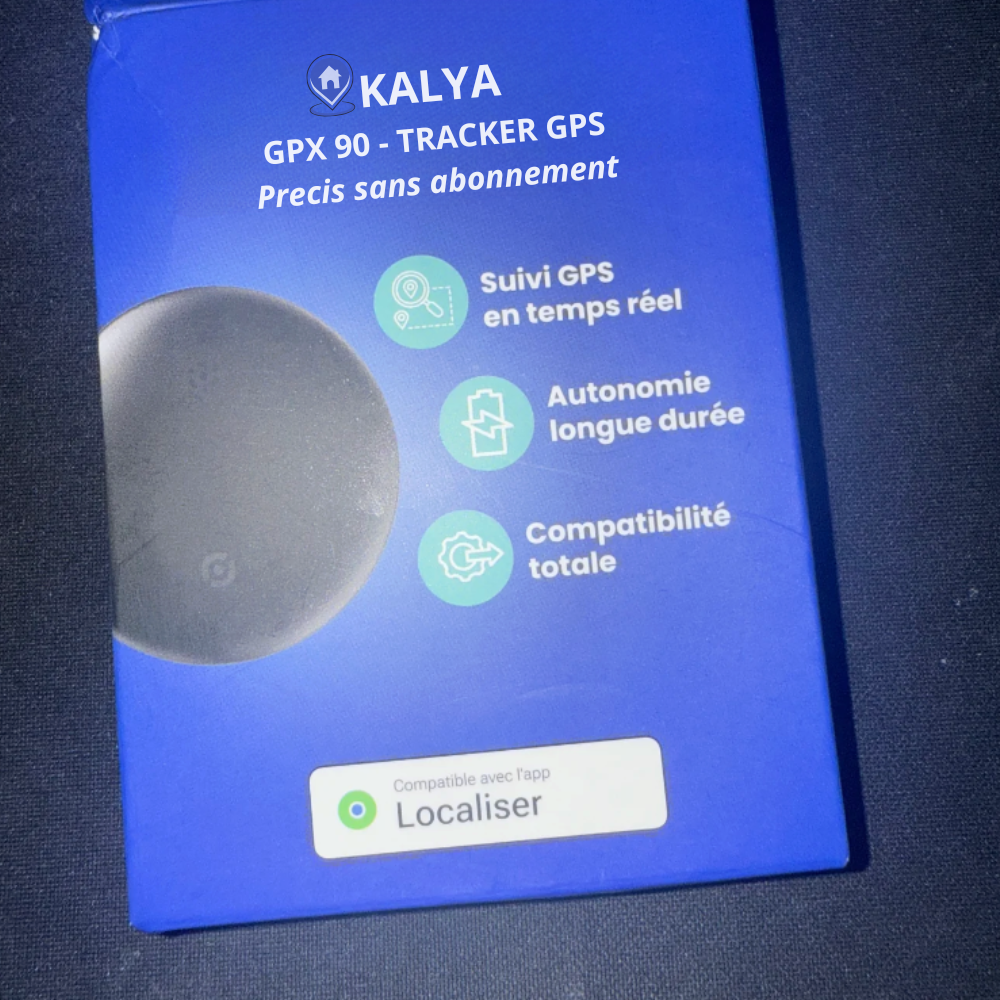 KALYA
GPX 90 - TRACKER GPS
Precis sans abonnement
Suivi GPS
en temps réel
Autonomie
longue durée
Compatibilité
totale
Compatible avec l'app
Localiser